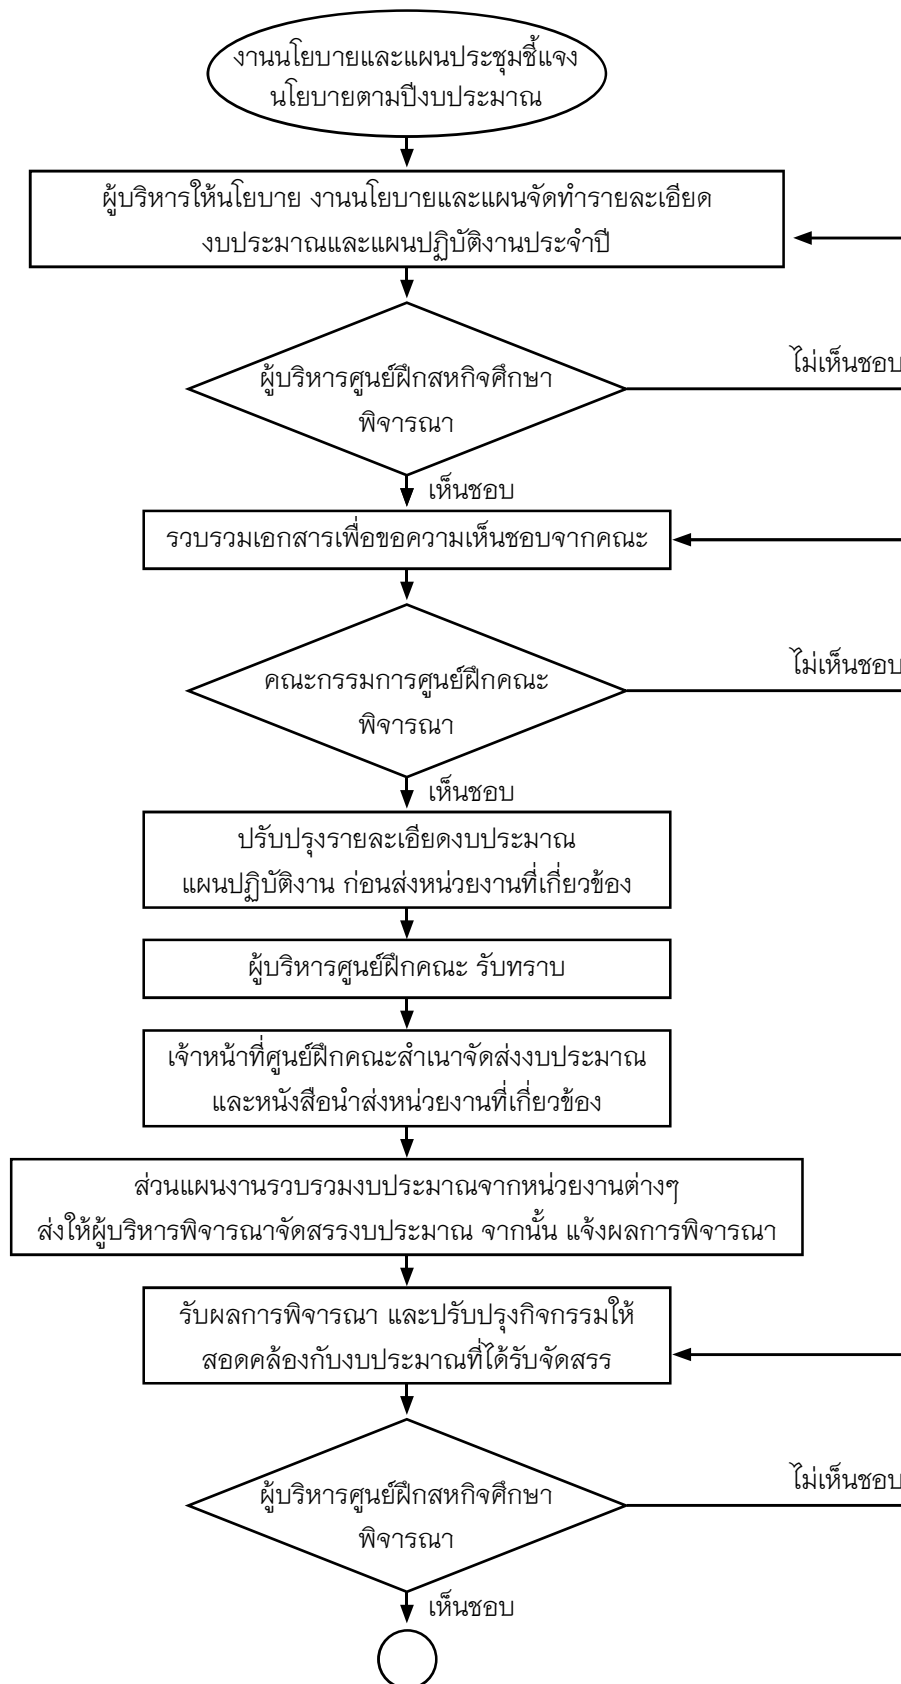 งานนโยบายและแผนประชุมชี้แจง
นโยบายตามปีงบประมาณ
ผู้บริหารให้นโยบาย งานนโยบายและแผนจัดทำรายละเอียด
งบประมาณและแผนปฏิบัติงานประจำปี
ผู้บริหารศูนย์ฝึกสหกิจศึกษา
พิจารณา
ไม่เห็นชอบ
เห็นชอบ
รวบรวมเอกสารเพื่อขอความเห็นชอบจากคณะ
คณะกรรมการศูนย์ฝึกคณะ
พิจารณา
ไม่เห็นชอบ
เห็นชอบ
ปรับปรุงรายละเอียดงบประมาณ
แผนปฏิบัติงาน ก่อนส่งหน่วยงานที่เกี่ยวข้อง
ผู้บริหารศูนย์ฝึกคณะ รับทราบ
เจ้าหน้าที่ศูนย์ฝึกคณะสำเนาจัดส่งงบประมาณ
และหนังสือนำส่งหน่วยงานที่เกี่ยวข้อง
ส่วนแผนงานรวบรวมงบประมาณจากหน่วยงานต่างๆ
ส่งให้ผู้บริหารพิจารณาจัดสรรงบประมาณ จากนั้น แจ้งผลการพิจารณา
รับผลการพิจารณา และปรับปรุงกิจกรรมให้
สอดคล้องกับงบประมาณที่ได้รับจัดสรร
ผู้บริหารศูนย์ฝึกสหกิจศึกษา
พิจารณา
ไม่เห็นชอบ
เห็นชอบ